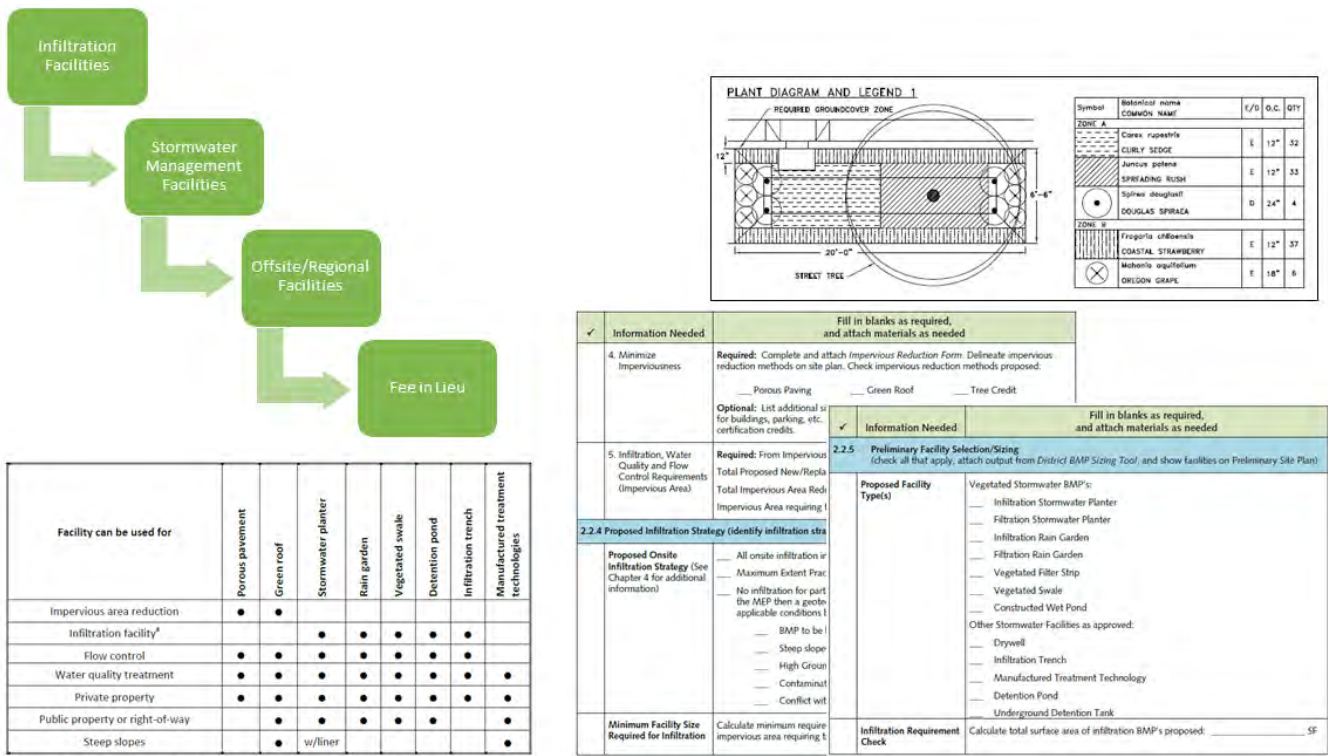 Infiltration
Facilities
Stormwater
Management
Facilities
Offsite/Regional
Facilities
Fee in Lieu
Facility can be used for
Porous pavement
Green roof
Stormwater planter
Rain garden
Vegetated swale
Detention pond
Infiltration trench
Manufactured treatment
technologies
Impervious area reduction
Infiltration facility
Flow control
Water quality treatment
Private property
Public property or right-of-way
Steep slopes w/liner
PLANT DIAGRAM AND LEGEND 1
REQUIRED GROUNDCOVER ZONE
12"
6'-6"
20'-0"
STREET TREE
Symbol Botanical name E/D O.C. QTY
COMMON NAME
ZONE A
Carex rupestris
CURLY SEDGE E 12" 32
Juncus patens
SPREADING RUSH E 12" 33
Spirea douglasii
DOUGLAS SPIRAEA D 24" 4
ZONE B
Fragaria chiloensis
COASTAL STRAWBERRY E 12" 37
Mahonia aquifolium
OREGON GRAPE E 18" 6
✓ Information Needed Fill in blanks as required,
and attach materials as needed
4. Minimize
Imperviousness
Required: Complete and attach Impervious Reduction Form. Delineate impervious
reduction methods on site plan. Check impervious reduction methods proposed:
___ Porous Paving ___ Green Roof ___ Tree Credit
Optional: List additional
for buildings, parking, etc.
certification credits.
5. Infiltration, Water
Quality and Flow
Control Requirements
(Impervious Area)
Required: From Impervious
Total Proposed New/Repla
Total Impervious Area Red
Impervious Area requiring
2.2.4 Proposed Infiltration Strategy (identify infiltration stra
Proposed Onsite
Infiltration Strategy (See
Chapter 4 for additional
information)
___ All onsite infiltration
___ Maximum Extent Prac
___ No infiltration for part
the MEP then a geote
applicable conditions
___ BMP to be
___ Steep slope
___ High Groun
___ Contaminat
___ Conflict wit
Minimum Facility Size
Required for Infiltration
Calculate minimum require
impervious area requiring
✓ Information Needed Fill in blanks as required,
and attach materials as needed
2.2.5 Preliminary Facility Selection/Sizing
(check all that apply, attach output from District BMP Sizing Tool, and show facilities on Preliminary Site Plan)
Proposed Facility
Type(s)
Vegetated Stormwater BMP's:
___ Infiltration Stormwater Planter
___ Filtration Stormwater Planter
___ Infiltration Rain Garden
___ Filtration Rain Garden
___ Vegetated Filter Strip
___ Vegetated Swale
___ Constructed Wet Pond
Other Stormwater Facilities as approved:
___ Drywell
___ Infiltration Trench
___ Manufactured Treatment Technology
___ Detention Pond
___ Underground Detention Tank
Infiltration Requirement
Check
Calculate total surface area of infiltration BMP's proposed: ___ SF